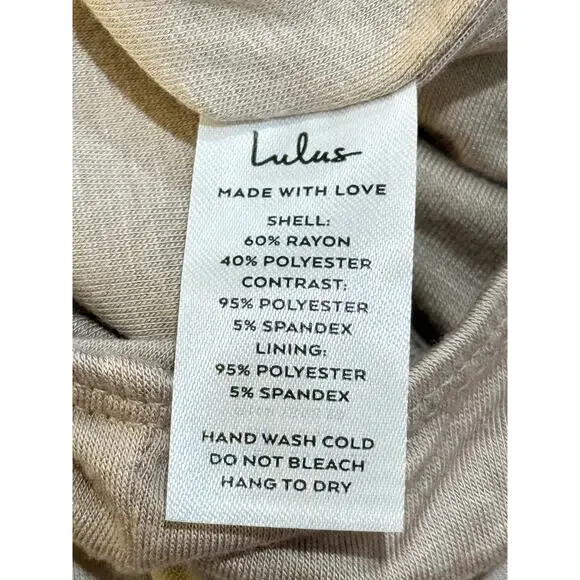 Lulus
MADE WITH LOVE
SHELL:
60% RAYON
40% POLYESTER
CONTRAST:
95% POLYESTER
5% SPANDEX
LINING:
95% POLYESTER
5% SPANDEX
HAND WASH COLD
DO NOT BLEACH
HANG TO DRY